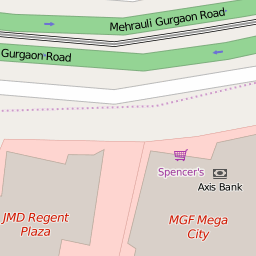 Mehrauli Gurgaon Road
Gurgaon Road
Spencer's
Axis Bank
JMD Regent
Plaza
MGF Mega
City